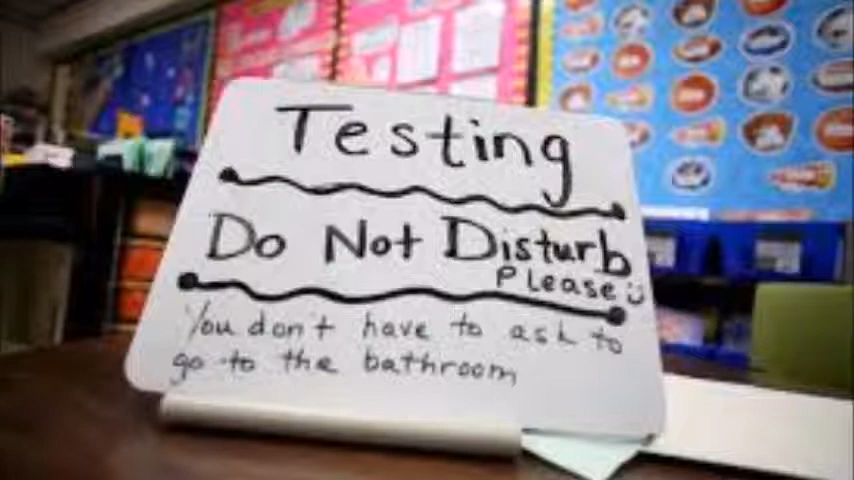 Testing
Do Not Disturb
Please :)
You don't have to ask to
go to the bathroom